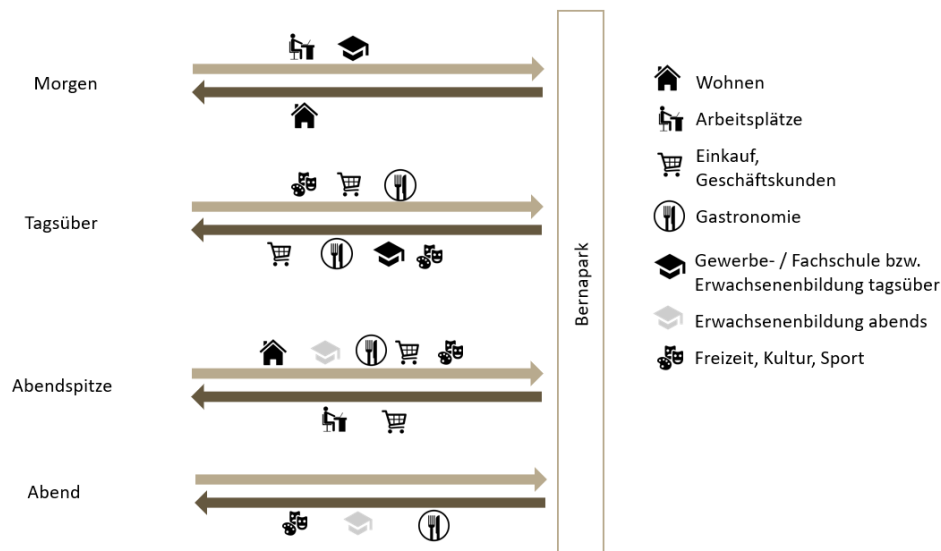 Morgen
Tagsüber
Abendspitze
Abend
Bernapark
Wohnen
Arbeitsplätze
Einkauf,
Geschäftskunden
Gastronomie
Gewerbe- / Fachschule bzw.
Erwachsenenbildung tagsüber
Erwachsenenbildung abends
Freizeit, Kultur, Sport